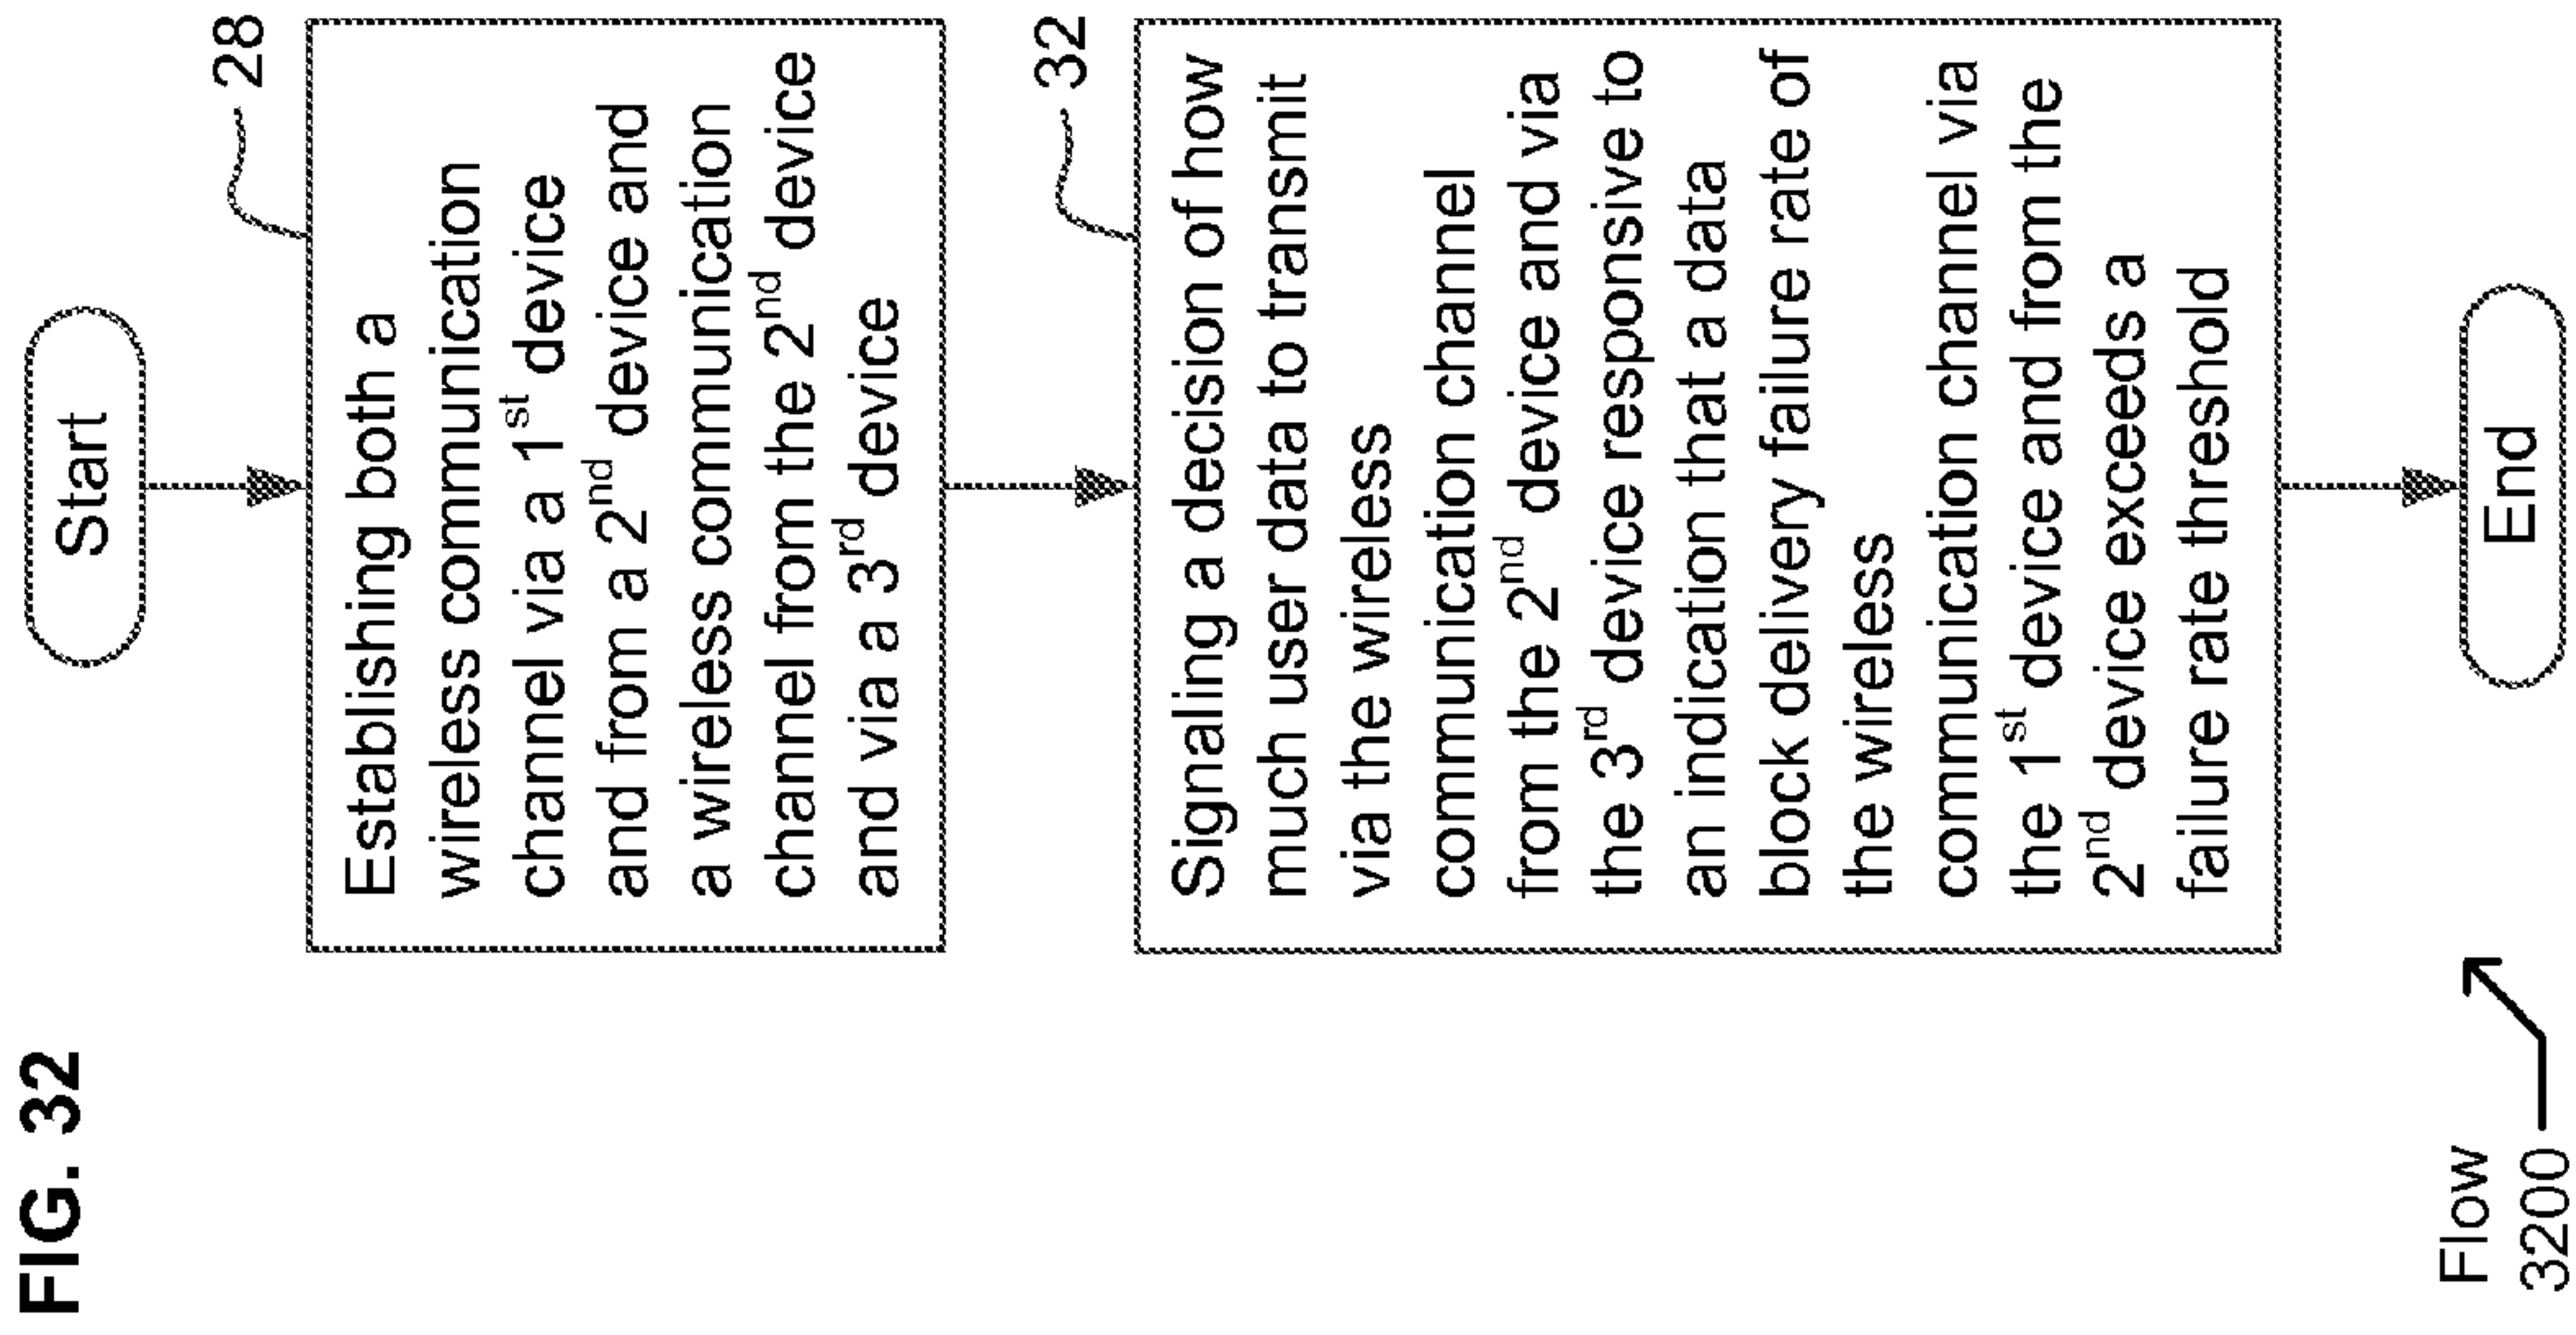 FIG. 32
Start
28
Establishing both a
wireless communication
channel via a 1st device
and from a 2nd device and
a wireless communication
channel from the 2nd device
and via a 3rd device
32
Signaling a decision of how
much user data to transmit
via the wireless
communication channel
from the 2nd device and via
the 3rd device responsive to
an indication that a data
block delivery failure rate of
the wireless
communication channel via
the 1st device and from the
2nd device exceeds a
failure rate threshold
End
Flow
3200